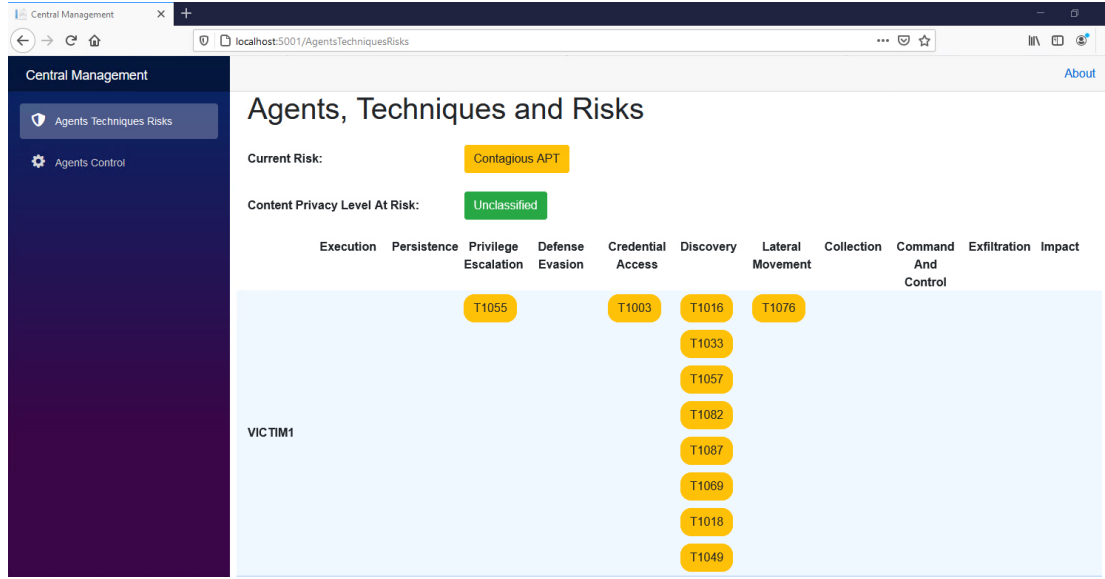 Central Management
localhost:5001/AgentsTechniquesRisks
Central Management
About
Agents Techniques Risks
Agents Control
Agents, Techniques and Risks
Current Risk: Contagious APT
Content Privacy Level At Risk: Unclassified
Execution Persistence Privilege Escalation Defense Evasion Credential Access Discovery Lateral Movement Collection Command And Control Exfiltration Impact
T1055 T1003 T1016 T1076
T1033
T1057
T1082
VICTIM1
T1087
T1069
T1018
T1049